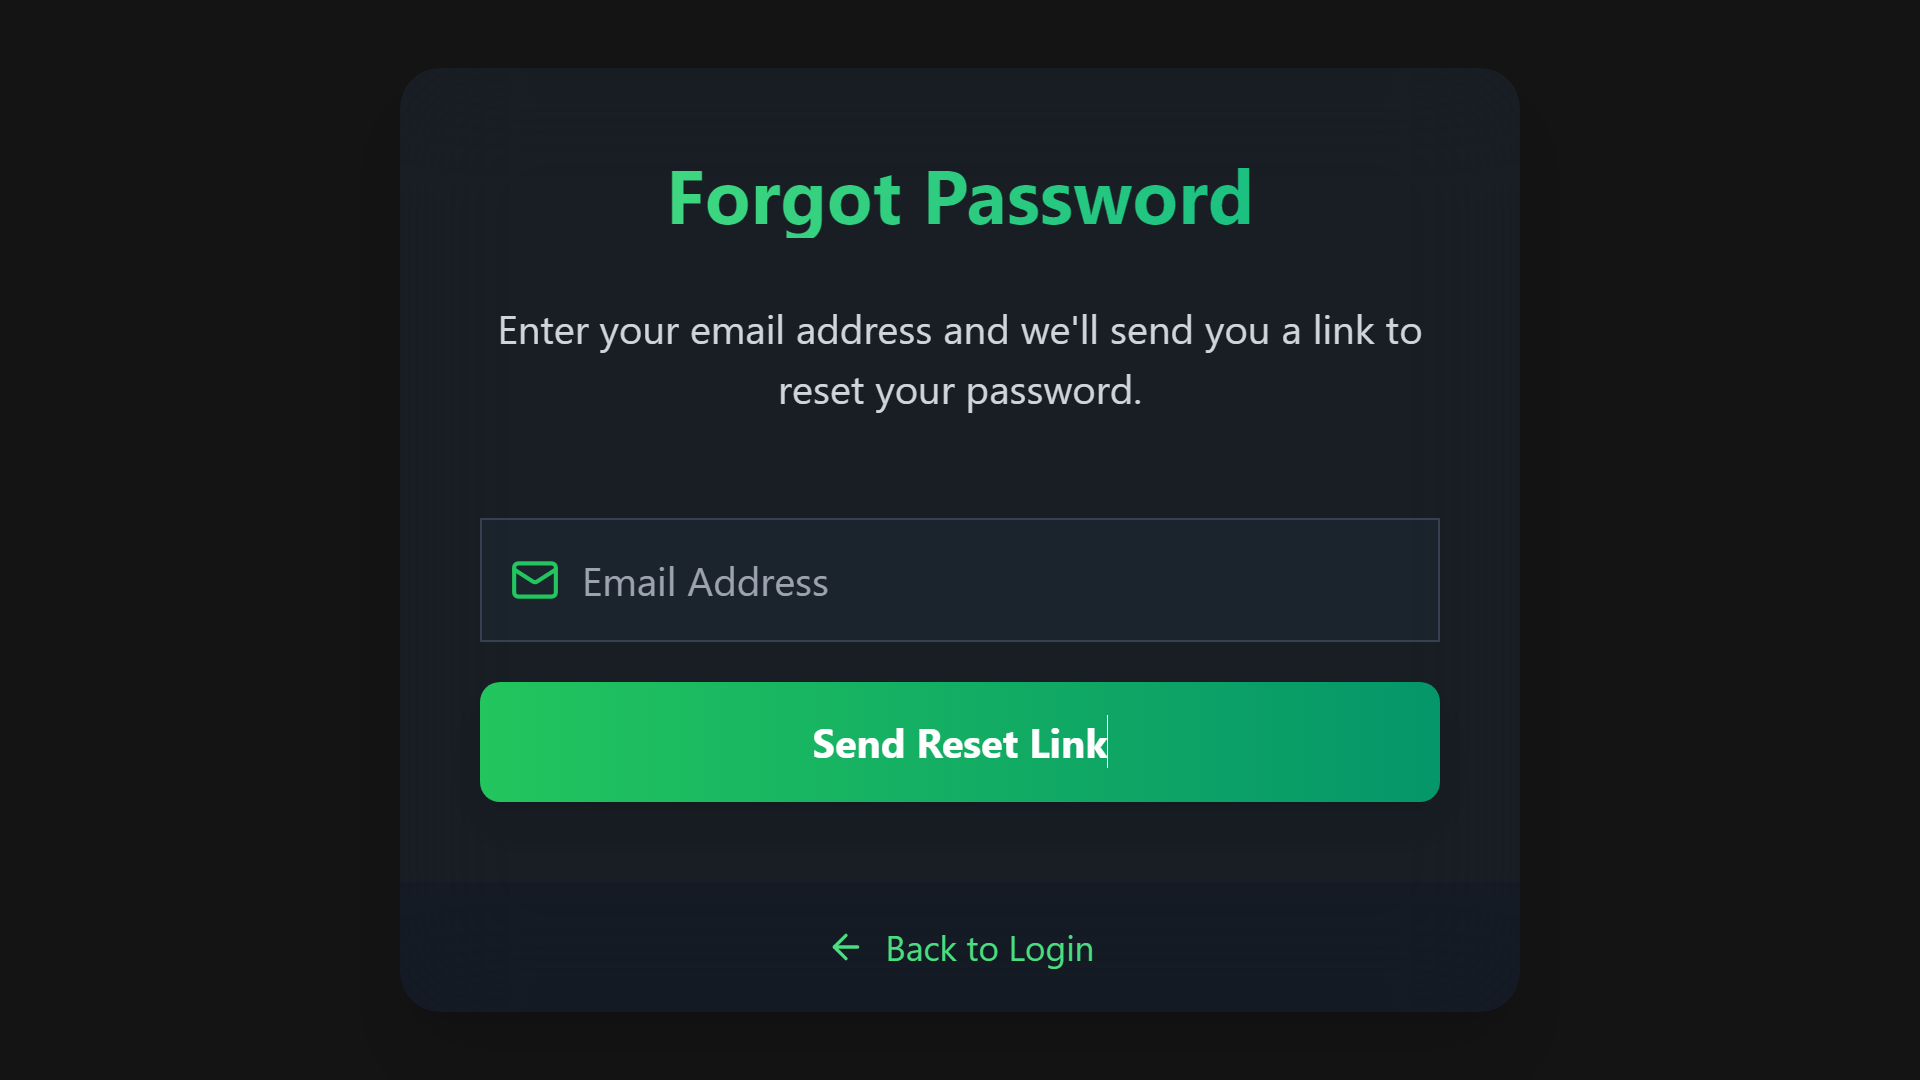 Forgot Password
Enter your email address and we'll send you a link to
reset your password.
Email Address
Send Reset Link
Back to Login